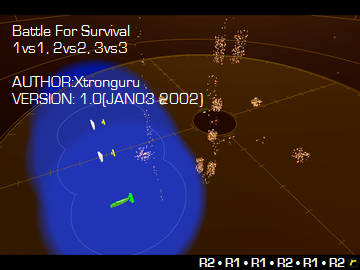 Battle For Survival
1vs1, 2vs2, 3vs3
AUTHOR:Xtronguru
VERSION: 1.0(JAN03 2002)
R2 • R1 • R1 • R2 • R1 • R2 r